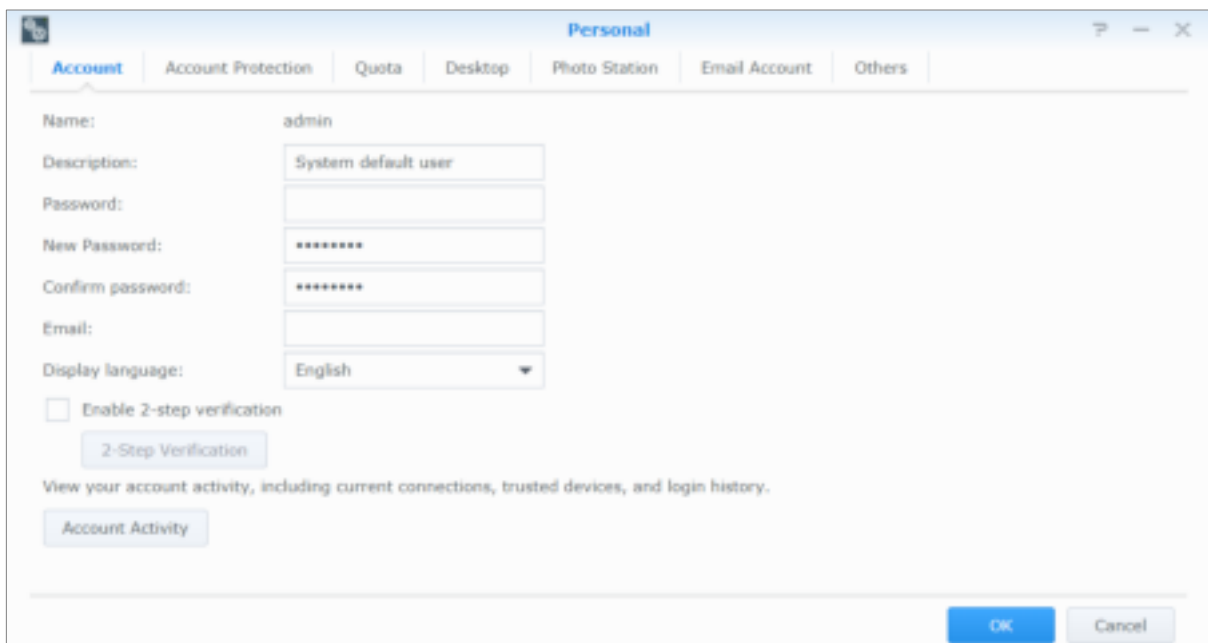 Personal
Account Account Protection Quota Desktop Photo Station Email Account Others
Name: admin
Description: System default user
Password:
New Password: ••••••••
Confirm password: ••••••••
Email:
Display language: English
Enable 2-step verification
2-Step Verification
View your account activity, including current connections, trusted devices, and login history.
Account Activity
OK Cancel